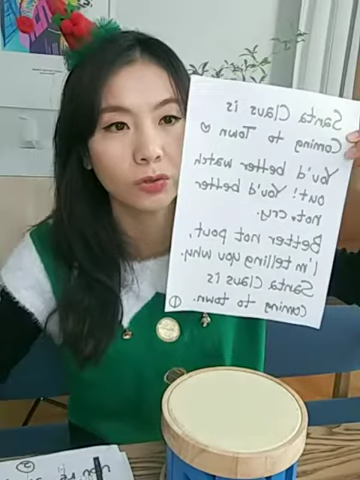 Santa Claus is
Coming to Town ♡
You'd better watch
out! You'd better
not cry.
Better not pout,
I'm telling you why.
Santa Claus is
coming to town.
①
②